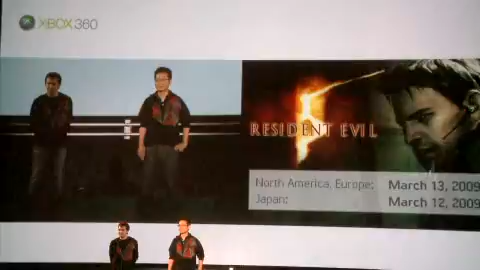 XBOX 360
RESIDENT EVIL
5
North America, Europe: March 13, 2009
Japan: March 12, 2009